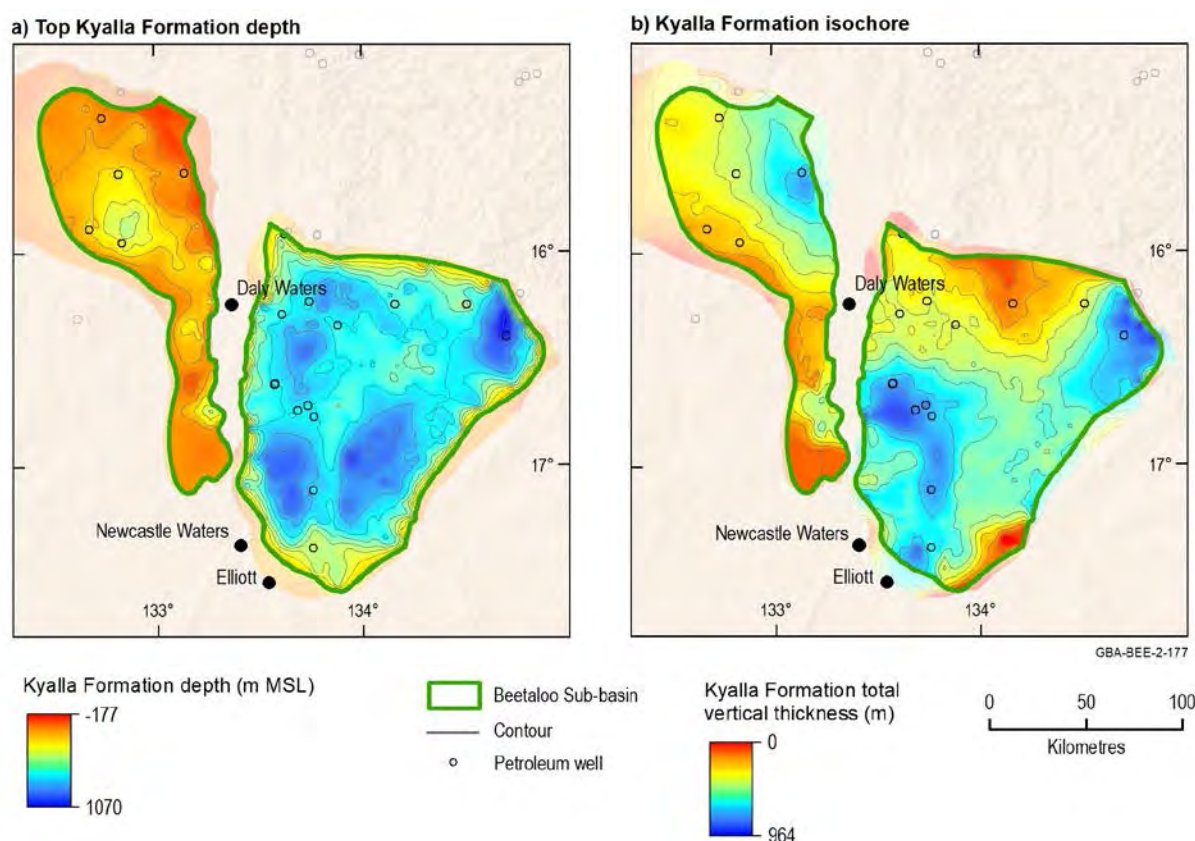 a) Top Kyalla Formation depth
b) Kyalla Formation isochore
Daly Waters
Newcastle Waters
Elliott
133°
134°
16°
17°
Daly Waters
Newcastle Waters
Elliott
133°
134°
GBA-BEE-2-177
Kyalla Formation depth (m MSL)
-177
1070
Beetaloo Sub-basin
Contour
Petroleum well
Kyalla Formation total
vertical thickness (m)
0
964
0 50 100
Kilometres